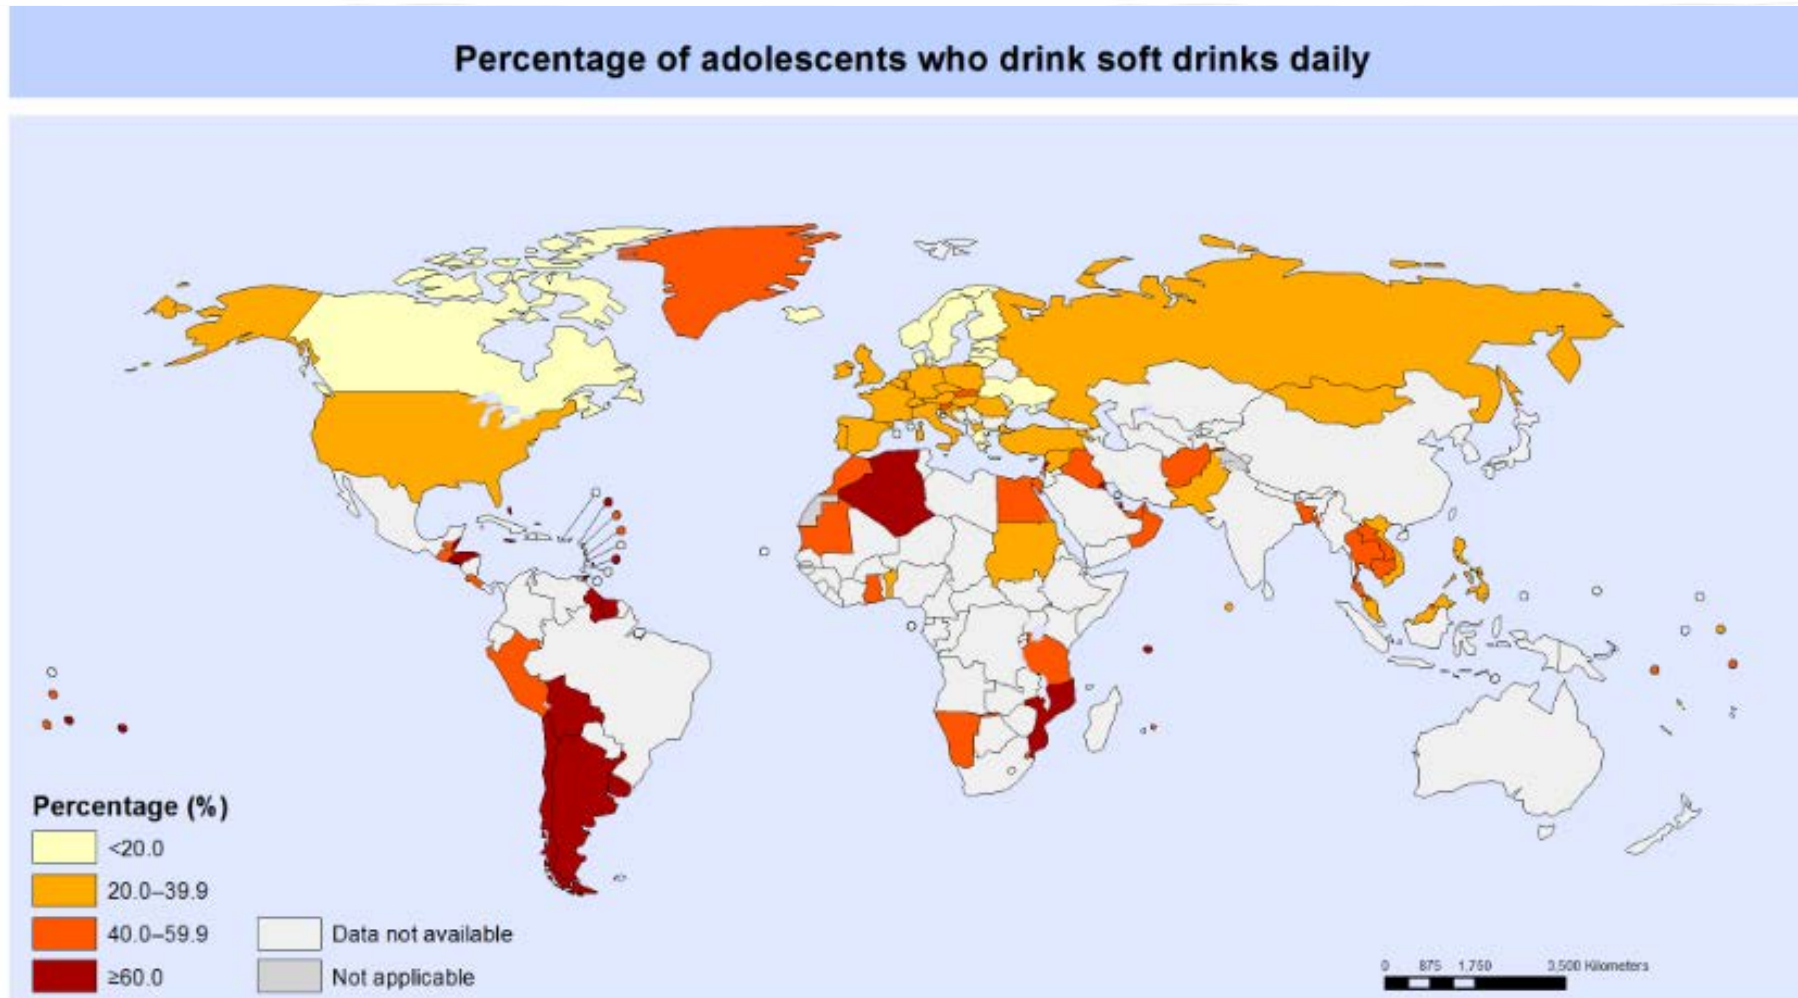 Percentage of adolescents who drink soft drinks daily
Percentage (%)
<20.0
20.0–39.9
40.0–59.9
≥60.0
Data not available
Not applicable
0 875 1,750 3,500 Kilometers